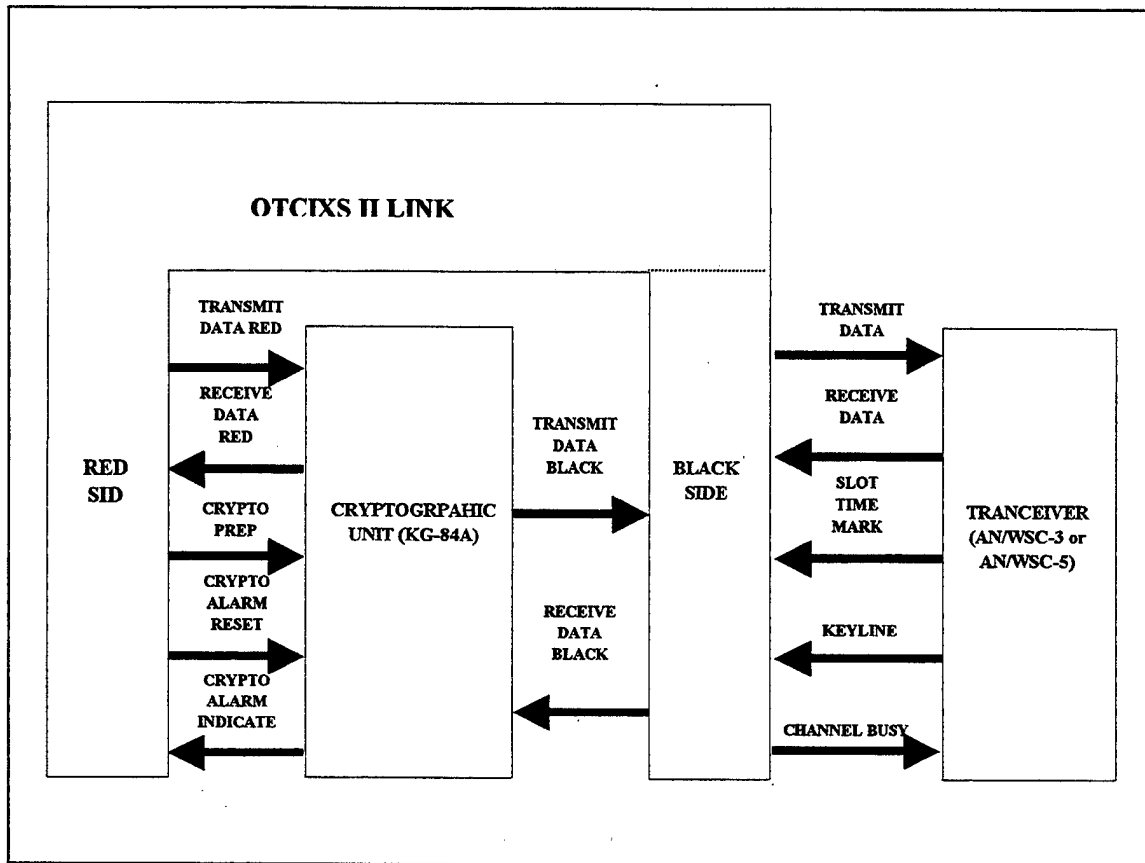 OTCIXS II LINK
TRANSMIT
DATA RED
RECEIVE
DATA
RED
CRYPTO
PREP
CRYPTO
ALARM
RESET
CRYPTO
ALARM
INDICATE
RED
SID
CRYPTOGRPAHIC
UNIT (KG-84A)
TRANSMIT
DATA
BLACK
RECEIVE
DATA
BLACK
BLACK
SIDE
TRANSMIT
DATA
RECEIVE
DATA
SLOT
TIME
MARK
KEYLINE
CHANNEL BUSY
TRANCEIVER
(AN/WSC-3 or
AN/WSC-5)